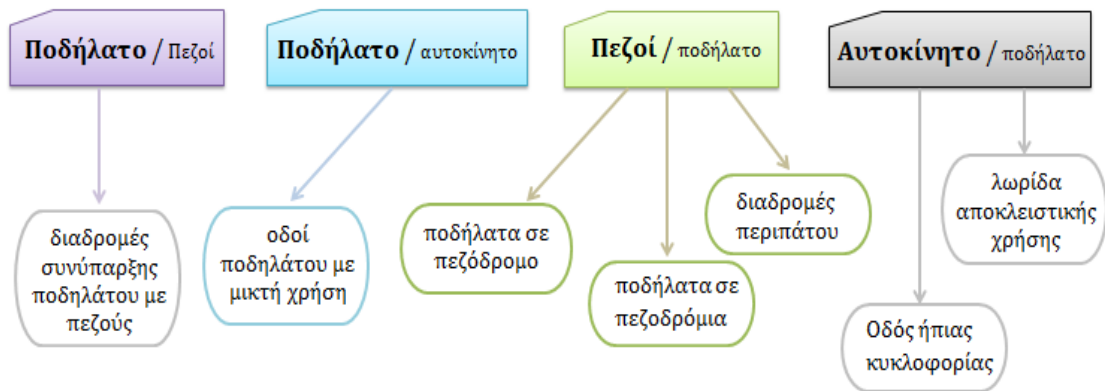 Ποδήλατο / Πεζοί
Ποδήλατο / αυτοκίνητο
Πεζοί / ποδήλατο
Αυτοκίνητο / ποδήλατο
διαδρομές
συνύπαρξης
ποδηλάτου με
πεζούς
οδοί
ποδηλάτου με
μικτή χρήση
ποδήλατα σε
πεζόδρομο
ποδήλατα σε
πεζοδρόμια
διαδρομές
περιπάτου
Οδός ήπιας
κυκλοφορίας
λωρίδα
αποκλειστικής
χρήσης